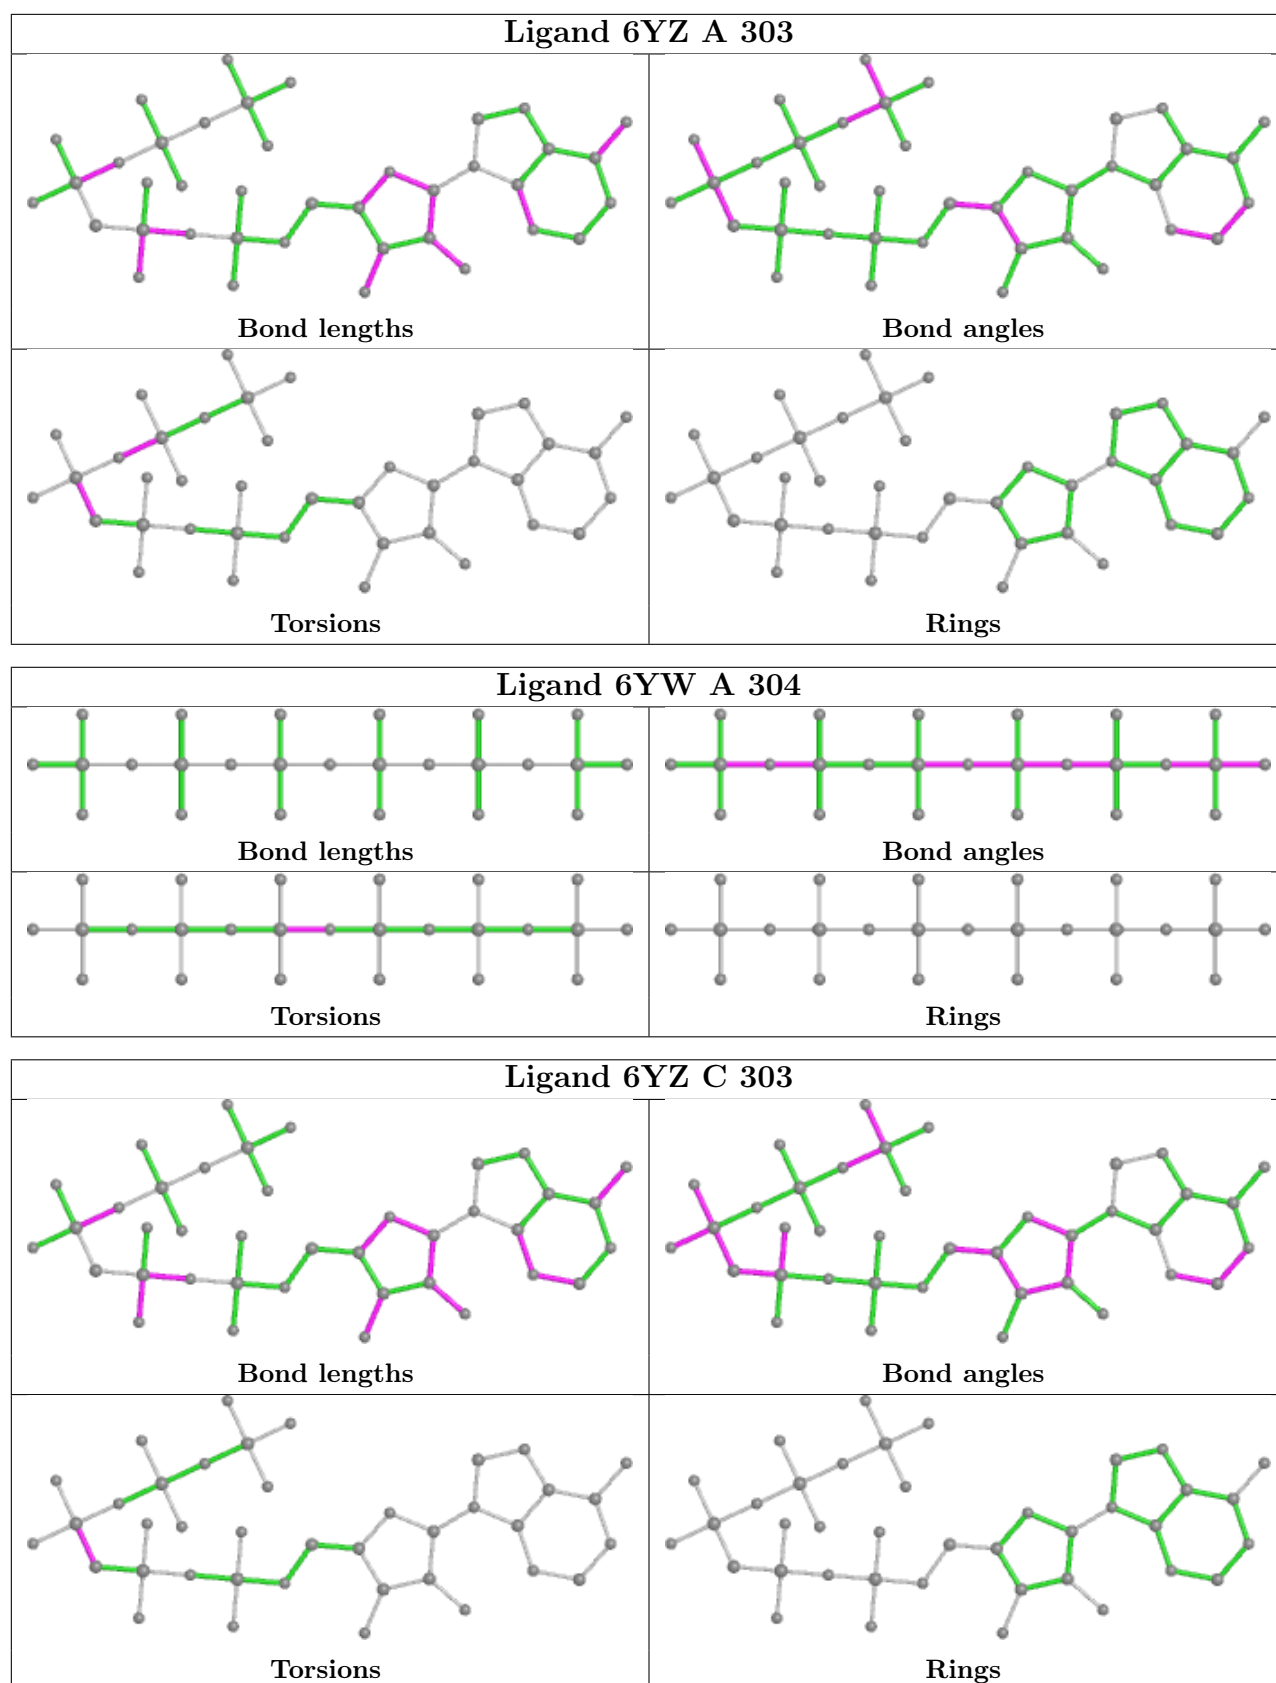 Ligand 6YZ A 303
Bond lengths
Bond angles
Torsions
Rings
Ligand 6YW A 304
Bond lengths
Bond angles
Torsions
Rings
Ligand 6YZ C 303
Bond lengths
Bond angles
Torsions
Rings